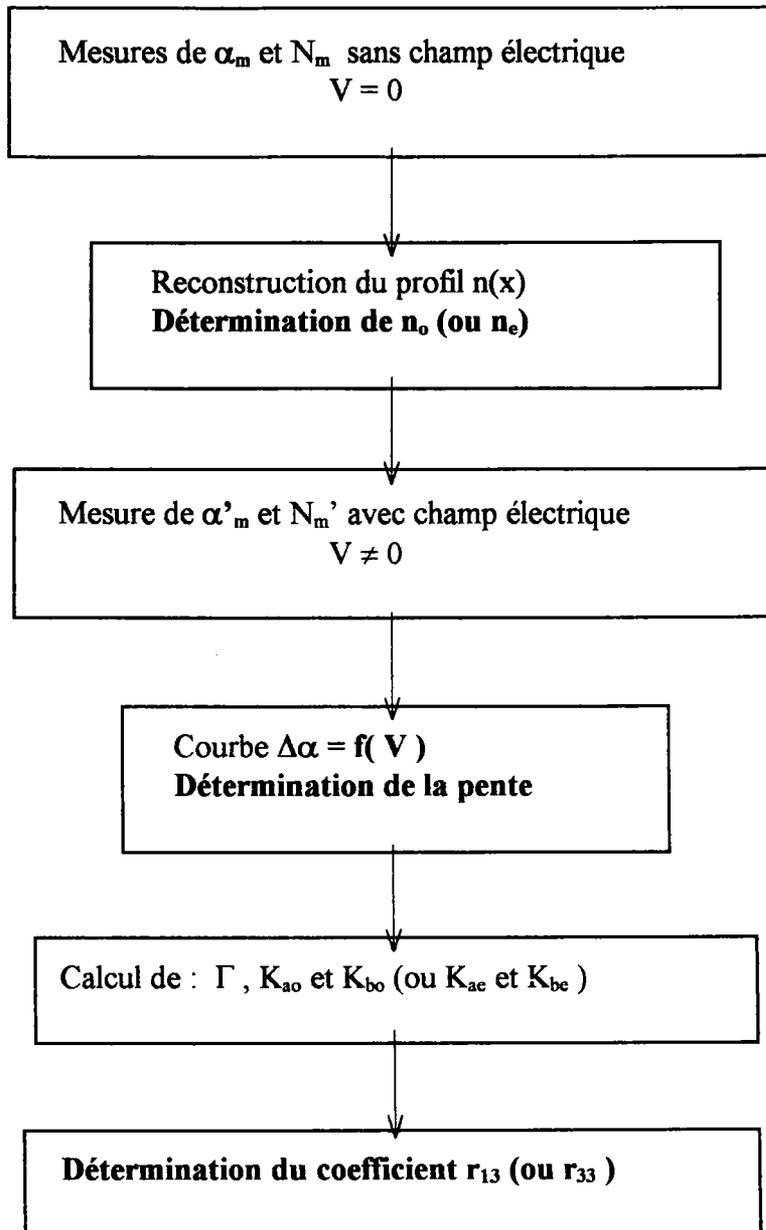 Mesures de αm et Nm sans champ électrique
V = 0
Reconstruction du profil n(x)
Détermination de no (ou ne)
Mesure de α’m et Nm’ avec champ électrique
V ≠ 0
Courbe Δα = f( V )
Détermination de la pente
Calcul de : Γ , Kao et Kbo (ou Kae et Kbe )
Détermination du coefficient r13 (ou r33 )